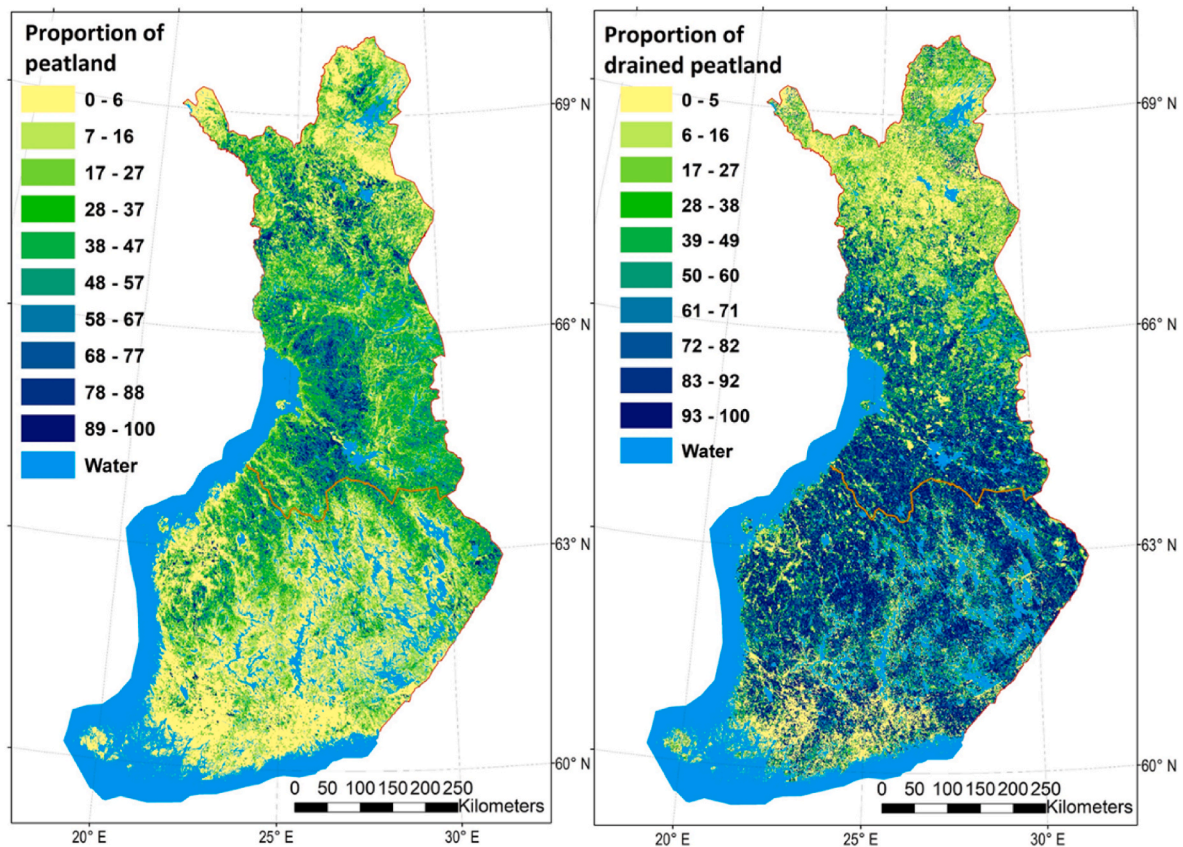 Proportion of
peatland
0 - 6
7 - 16
17 - 27
28 - 37
38 - 47
48 - 57
58 - 67
68 - 77
78 - 88
89 - 100
Water
69° N
66° N
63° N
60° N
0 50 100 150 200 250
Kilometers
20° E 25° E 30° E
Proportion of
drained peatland
0 - 5
6 - 16
17 - 27
28 - 38
39 - 49
50 - 60
61 - 71
72 - 82
83 - 92
93 - 100
Water
69° N
66° N
63° N
60° N
0 50 100 150 200 250
Kilometers
20° E 25° E 30° E